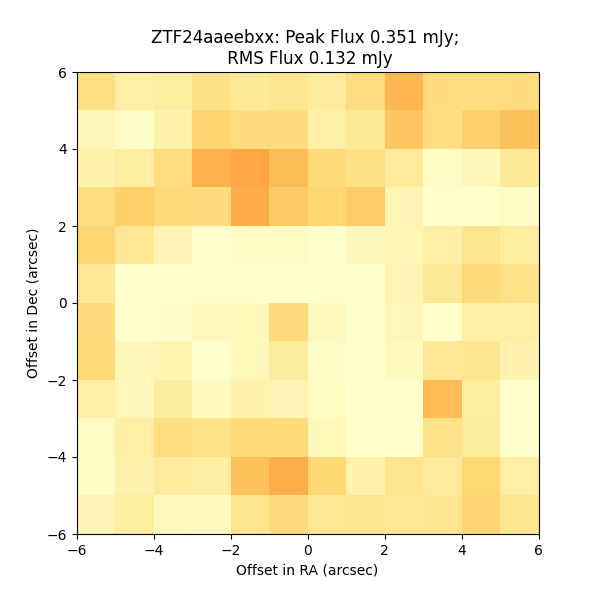 ZTF24aaeebxx: Peak Flux 0.351 mJy;
RMS Flux 0.132 mJy
6
4
2
0
−2
−4
−6
Offset in Dec (arcsec)
−6 −4 −2 0 2 4 6
Offset in RA (arcsec)